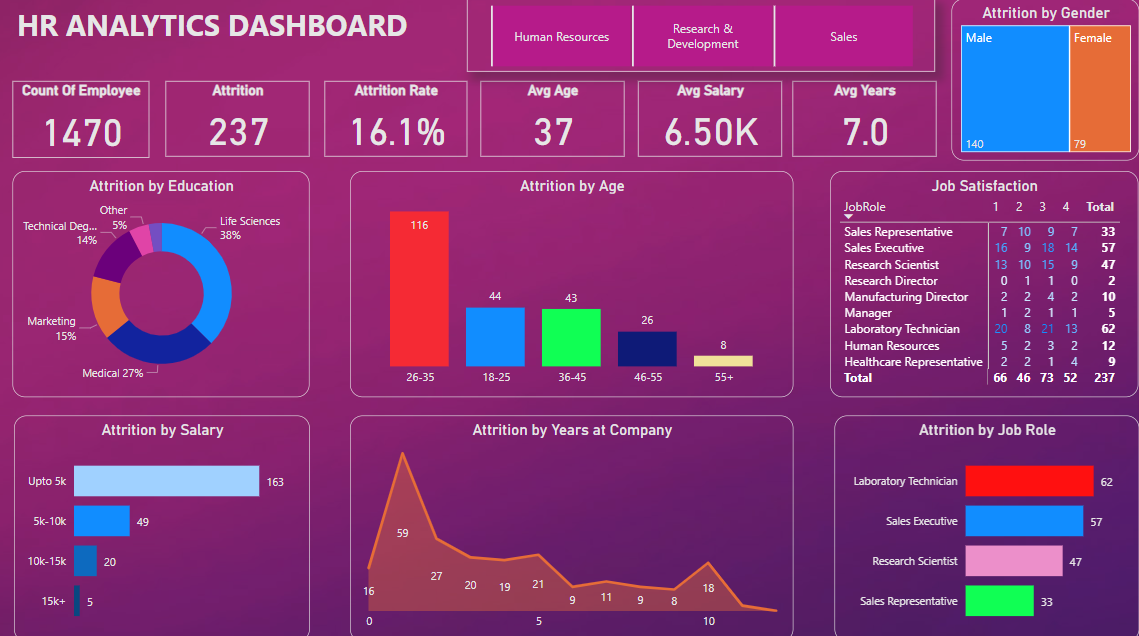 HR ANALYTICS DASHBOARD
Human Resources
Research &
Development
Sales
Attrition by Gender
Male
Female
140
79
Count Of Employee
1470
Attrition
237
Attrition Rate
16.1%
Avg Age
37
Avg Salary
6.50K
Avg Years
7.0
Attrition by Education
Other
5%
Life Sciences
38%
Technical Deg...
14%
Marketing
15%
Medical 27%
Attrition by Age
116
44
43
26
8
26-35
18-25
36-45
46-55
55+
Job Satisfaction
JobRole 1 2 3 4 Total
Sales Representative 7 10 9 7 33
Sales Executive 16 9 18 14 57
Research Scientist 13 10 15 9 47
Research Director 0 1 1 0 2
Manufacturing Director 2 2 4 2 10
Manager 1 2 1 1 5
Laboratory Technician 20 8 21 13 62
Human Resources 5 2 3 2 12
Healthcare Representative 2 2 1 4 9
Total 66 46 73 52 237
Attrition by Salary
Upto 5k 163
5k-10k 49
10k-15k 20
15k+ 5
Attrition by Years at Company
16
59
27
20
19
21
9
11
9
8
18
0
5
10
Attrition by Job Role
Laboratory Technician 62
Sales Executive 57
Research Scientist 47
Sales Representative 33